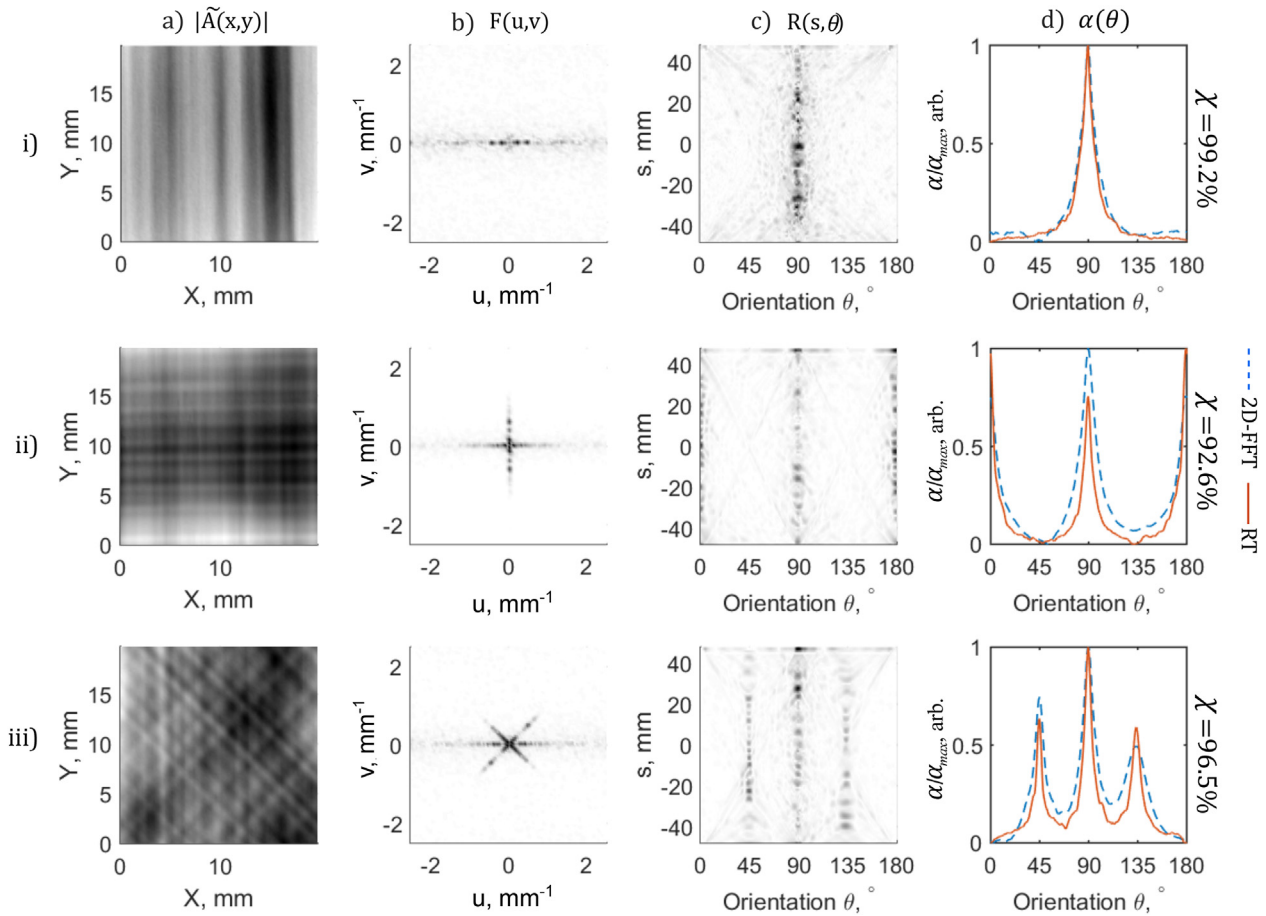 a) |Ã(x,y)|
b) F(u,v)
c) R(s,θ)
d) α(θ)
i)
Y, mm
15
10
5
0
0
10
X, mm
v, mm⁻¹
2
0
-2
-2
0
2
u, mm⁻¹
s, mm
40
20
0
-20
-40
0 45 90 135 180
Orientation θ, °
α/αmax, arb.
1
0.5
0
0 45 90 135 180
Orientation θ, °
χ=99.2%
ii)
Y, mm
15
10
5
0
10
X, mm
v, mm⁻¹
2
0
-2
-2
0
2
u, mm⁻¹
s, mm
40
20
0
-20
-40
0 45 90 135 180
Orientation θ, °
α/αmax, arb.
1
0.5
0
0 45 90 135 180
Orientation θ, °
χ=92.6%
2D-FFT
RT
iii)
Y, mm
15
10
5
0
0
10
X, mm
v, mm⁻¹
2
0
-2
-2
0
2
u, mm⁻¹
s, mm
40
20
0
-20
-40
0 45 90 135 180
Orientation θ, °
α/αmax, arb.
1
0.5
0
0 45 90 135 180
Orientation θ, °
χ=96.5%